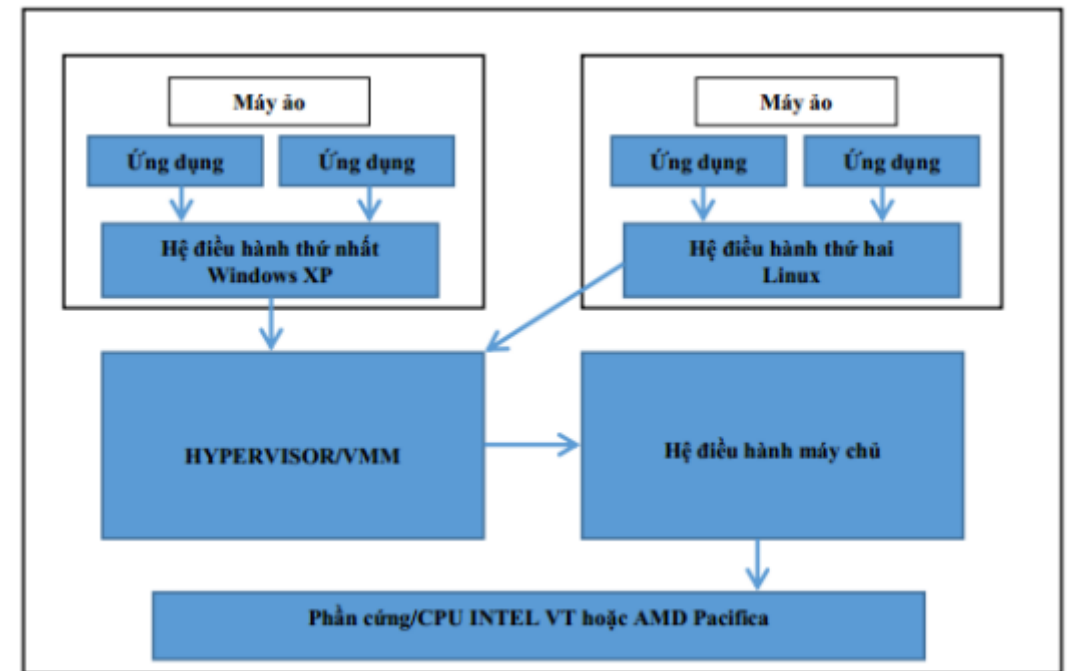 Máy ảo
Ứng dụng
Ứng dụng
Hệ điều hành thứ nhất
Windows XP
Máy ảo
Ứng dụng
Ứng dụng
Hệ điều hành thứ hai
Linux
HYPERVISOR/VMM
Hệ điều hành máy chủ
Phần cứng/CPU INTEL VT hoặc AMD Pacifica